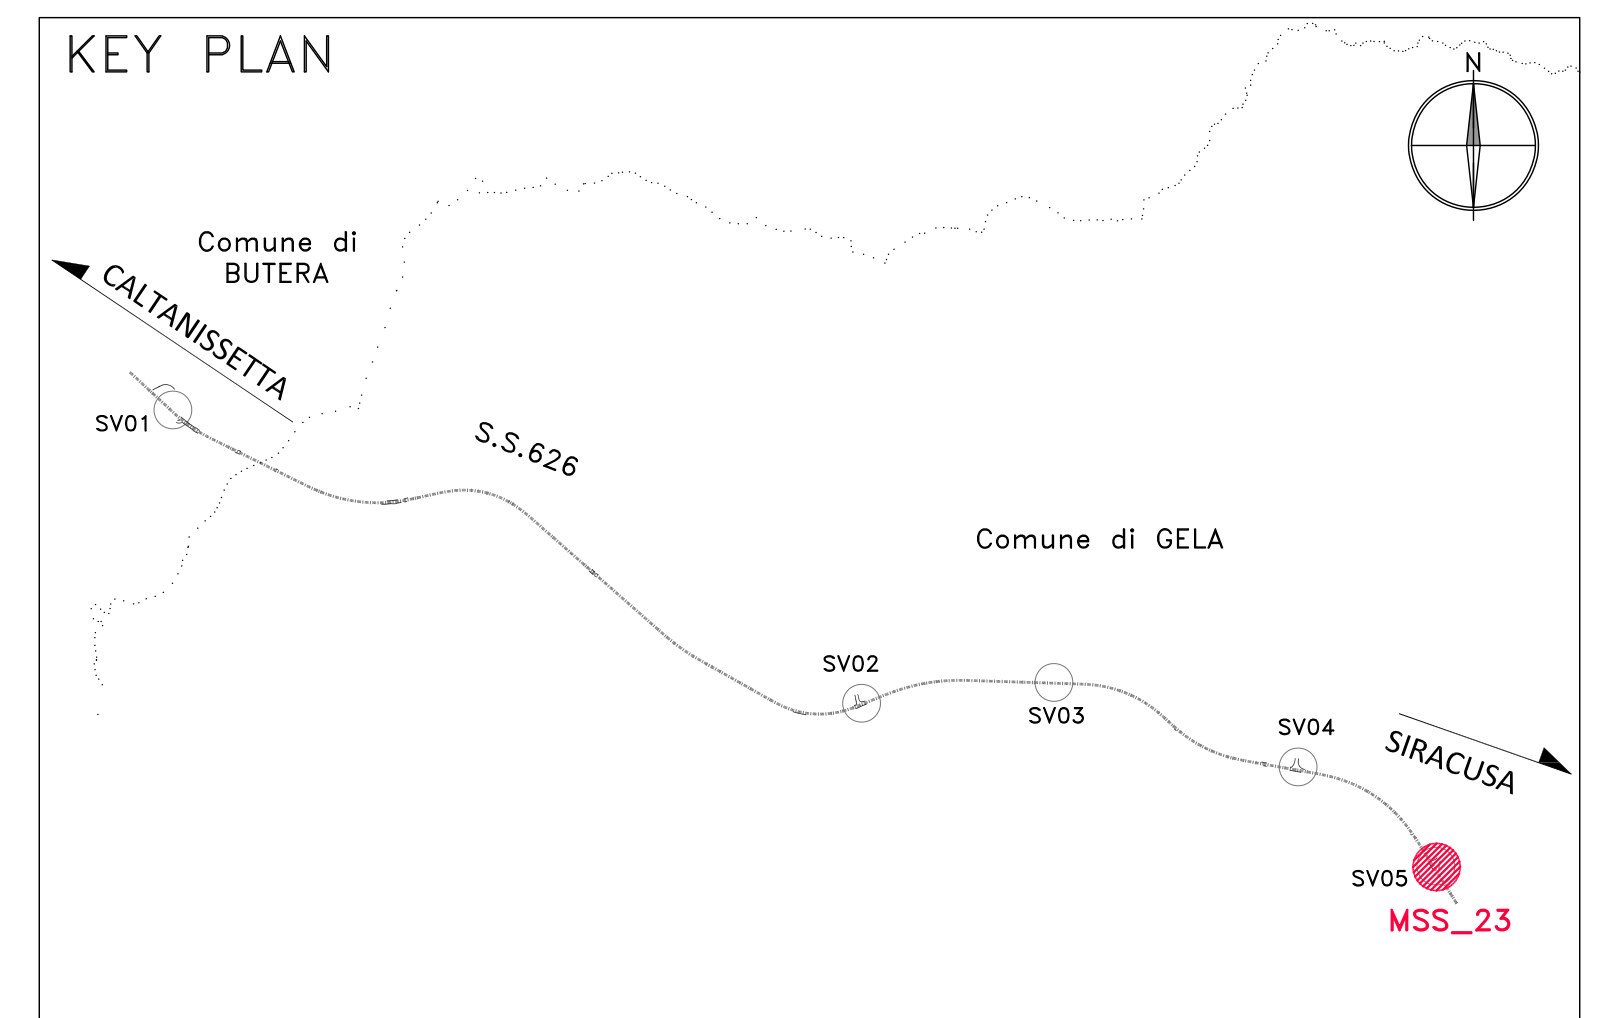 KEY PLAN
N
Comune di
BUTERA
CALTANISSETTA
SV01
S.S.626
Comune di GELA
SV02
SV03
SV04
SIRACUSA
SV05
MSS_23